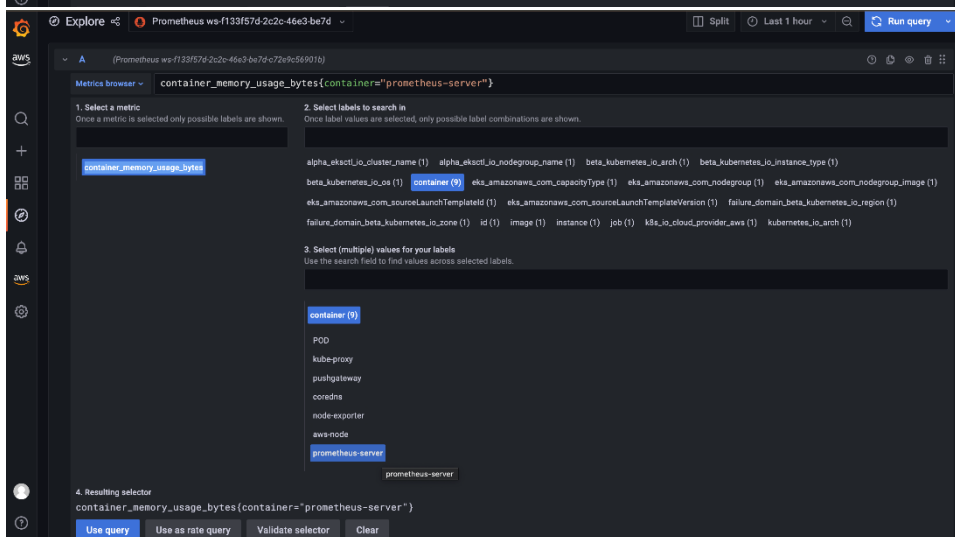 Explore Prometheus ws-f133f57d-2c2c-46e3-be7d Split Last 1 hour Run query
aws
A (Prometheus ws-f133f57d-2c2c-46e3-be7d-c72e9c56901b)
Metrics browser container_memory_usage_bytes{container="prometheus-server"}
1. Select a metric
Once a metric is selected only possible labels are shown.
container_memory_usage_bytes
2. Select labels to search in
Once label values are selected, only possible label combinations are shown.
alpha_eksctl_io_cluster_name (1) alpha_eksctl_io_nodegroup_name (1) beta_kubernetes_io_arch (1) beta_kubernetes_io_instance_type (1)
beta_kubernetes_io_os (1) container (9) eks_amazonaws_com_capacityType (1) eks_amazonaws_com_nodegroup (1) eks_amazonaws_com_nodegroup_image (1)
eks_amazonaws_com_sourceLaunchTemplateId (1) eks_amazonaws_com_sourceLaunchTemplateVersion (1) failure_domain_beta_kubernetes_io_region (1)
failure_domain_beta_kubernetes_io_zone (1) id (1) image (1) instance (1) job (1) k8s_io_cloud_provider_aws (1) kubernetes_io_arch (1)
3. Select (multiple) values for your labels
Use the search field to find values across selected labels.
container (9)
POD
kube-proxy
pushgateway
coredns
node-exporter
aws-node
prometheus-server
prometheus-server
aws
4. Resulting selector
container_memory_usage_bytes{container="prometheus-server"}
Use query Use as rate query Validate selector Clear